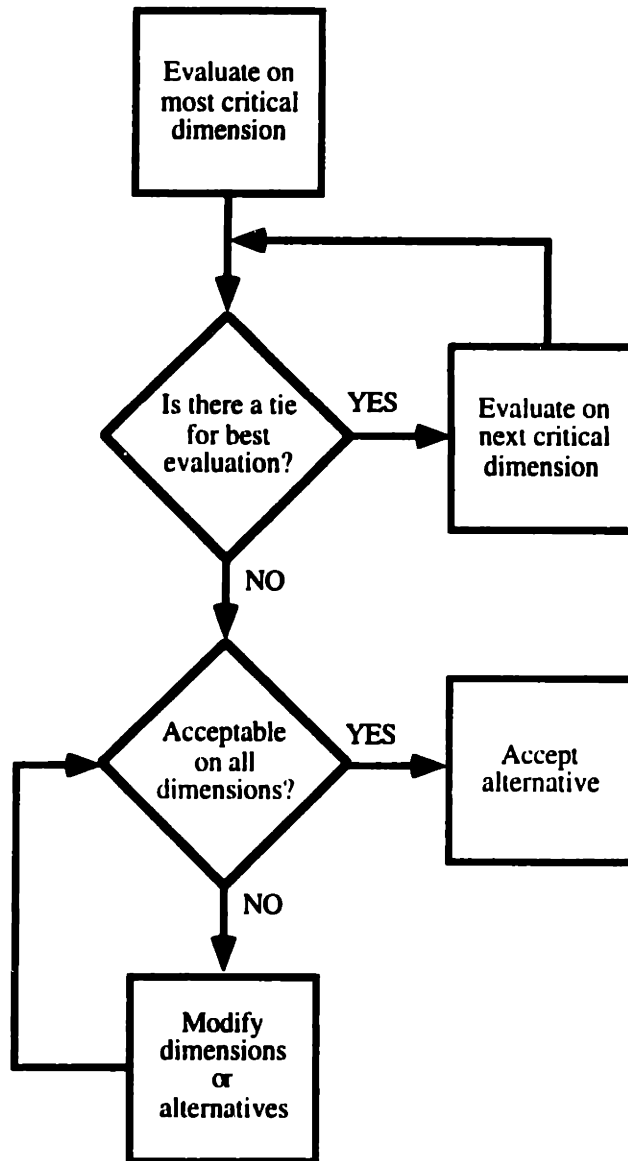 Evaluate on
most critical
dimension
Is there a tie
for best
evaluation?
YES
Evaluate on
next critical
dimension
NO
Acceptable
on all
dimensions?
YES
Accept
alternative
NO
Modify
dimensions
or
alternatives